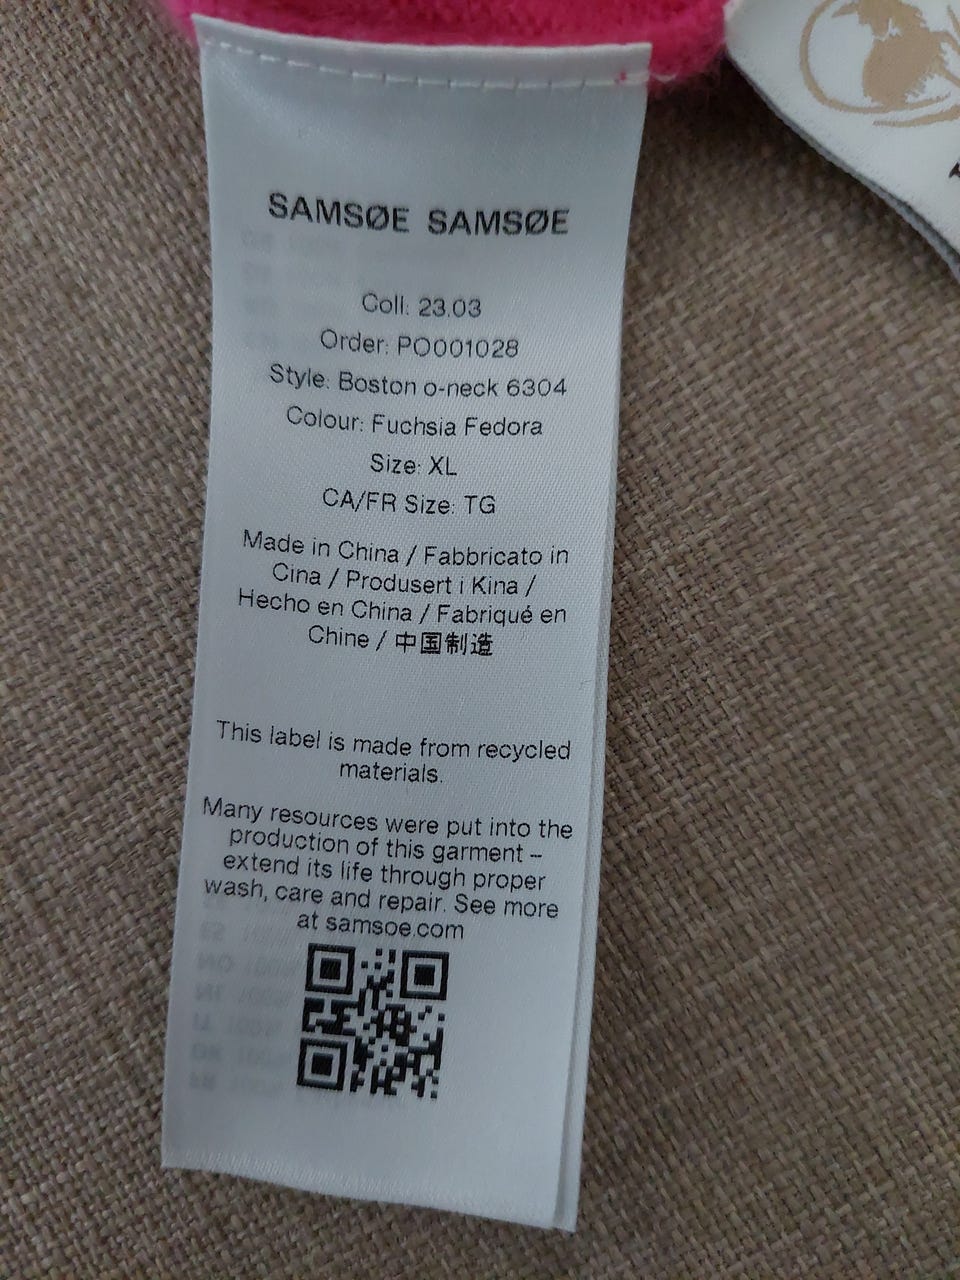 SAMSØE SAMSØE
Coll: 23.03
Order: PO001028
Style: Boston o-neck 6304
Colour: Fuchsia Fedora
Size: XL
CA/FR Size: TG
Made in China / Fabbricato in
Cina / Produsert i Kina /
Hecho en China / Fabriqué en
Chine / 中国制造
This label is made from recycled
materials.
Many resources were put into the
production of this garment –
extend its life through proper
wash, care and repair. See more
at samsoe.com